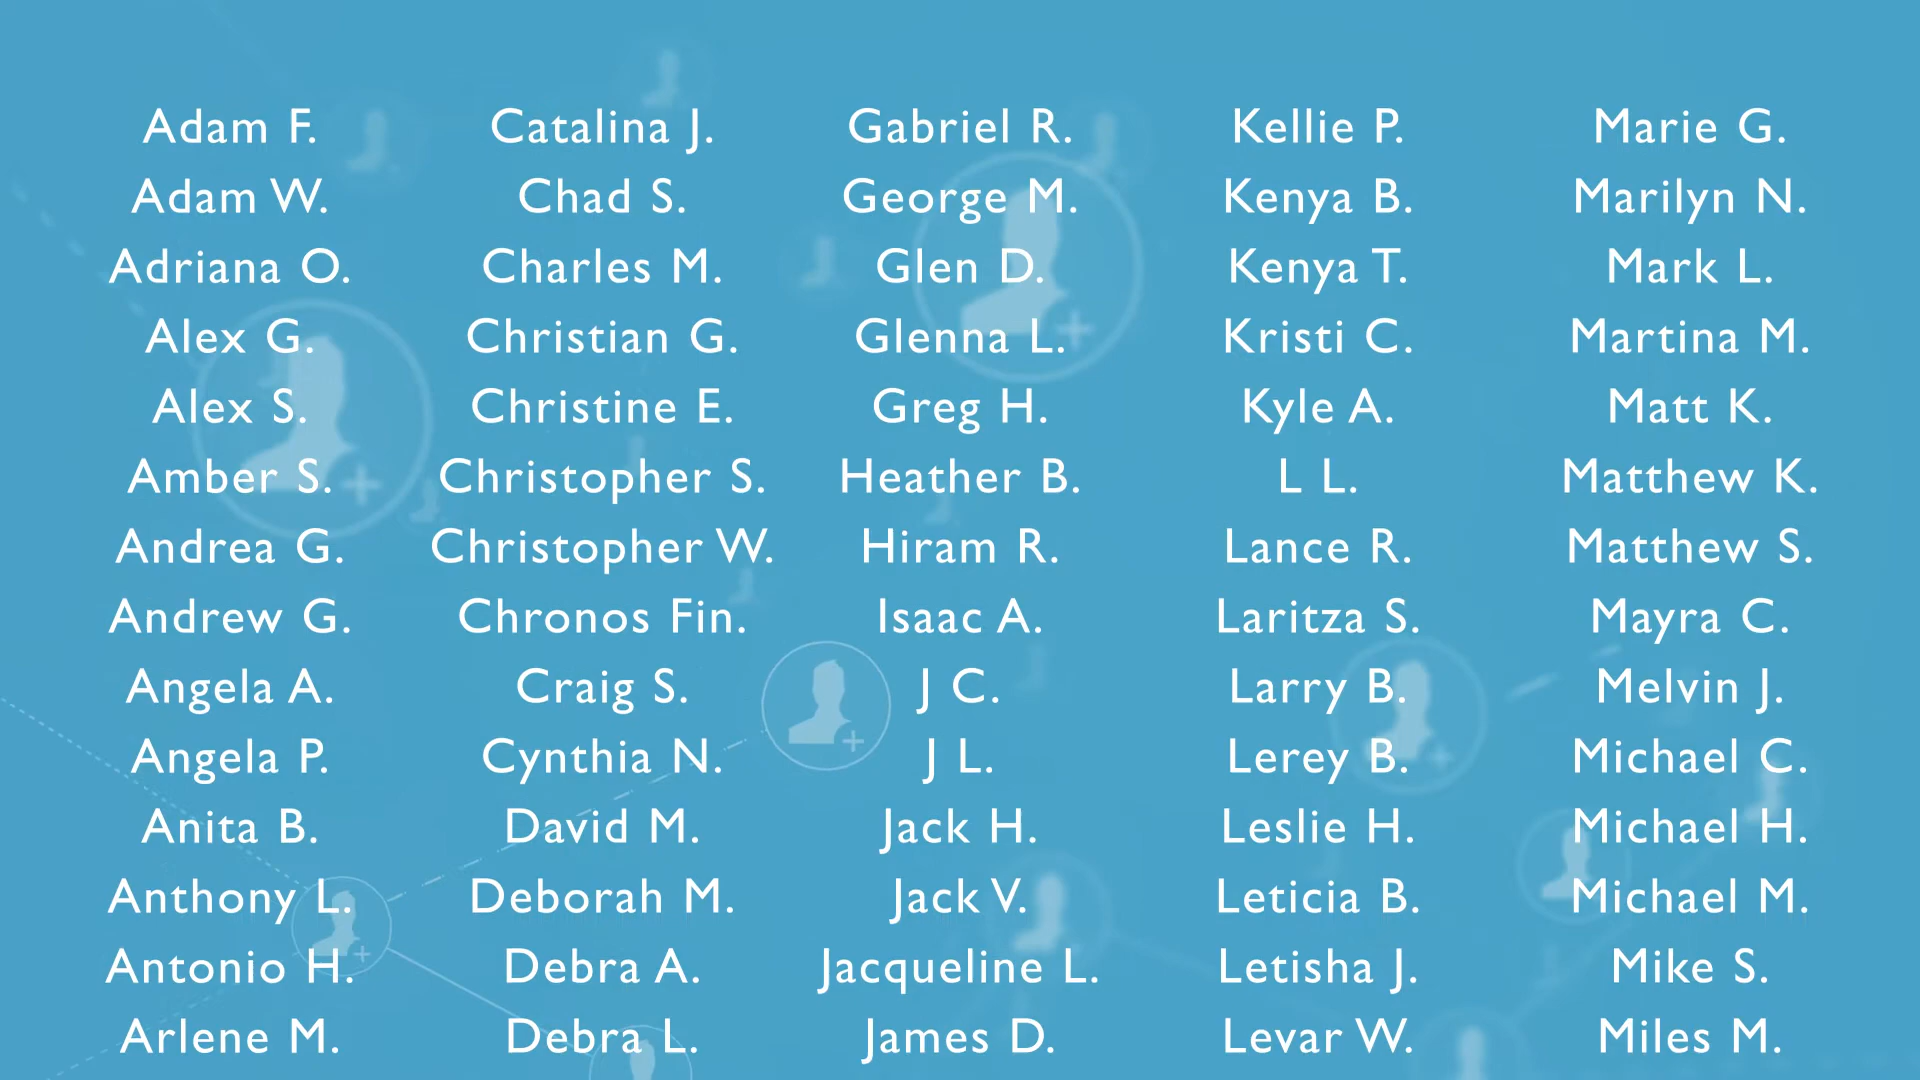 Adam F.
Adam W.
Adriana O.
Alex G.
Alex S.
Amber S.
Andrea G.
Andrew G.
Angela A.
Angela P.
Anita B.
Anthony L.
Antonio H.
Arlene M.
Catalina J.
Chad S.
Charles M.
Christian G.
Christine E.
Christopher S.
Christopher W.
Chronos Fin.
Craig S.
Cynthia N.
David M.
Deborah M.
Debra A.
Debra L.
Gabriel R.
George M.
Glen D.
Glenna L.
Greg H.
Heather B.
Hiram R.
Isaac A.
J C.
J L.
Jack H.
Jack V.
Jacqueline L.
James D.
Kellie P.
Kenya B.
Kenya T.
Kristi C.
Kyle A.
L L.
Lance R.
Laritza S.
Larry B.
Lerey B.
Leslie H.
Leticia B.
Letisha J.
Levar W.
Marie G.
Marilyn N.
Mark L.
Martina M.
Matt K.
Matthew K.
Matthew S.
Mayra C.
Melvin J.
Michael C.
Michael H.
Michael M.
Mike S.
Miles M.